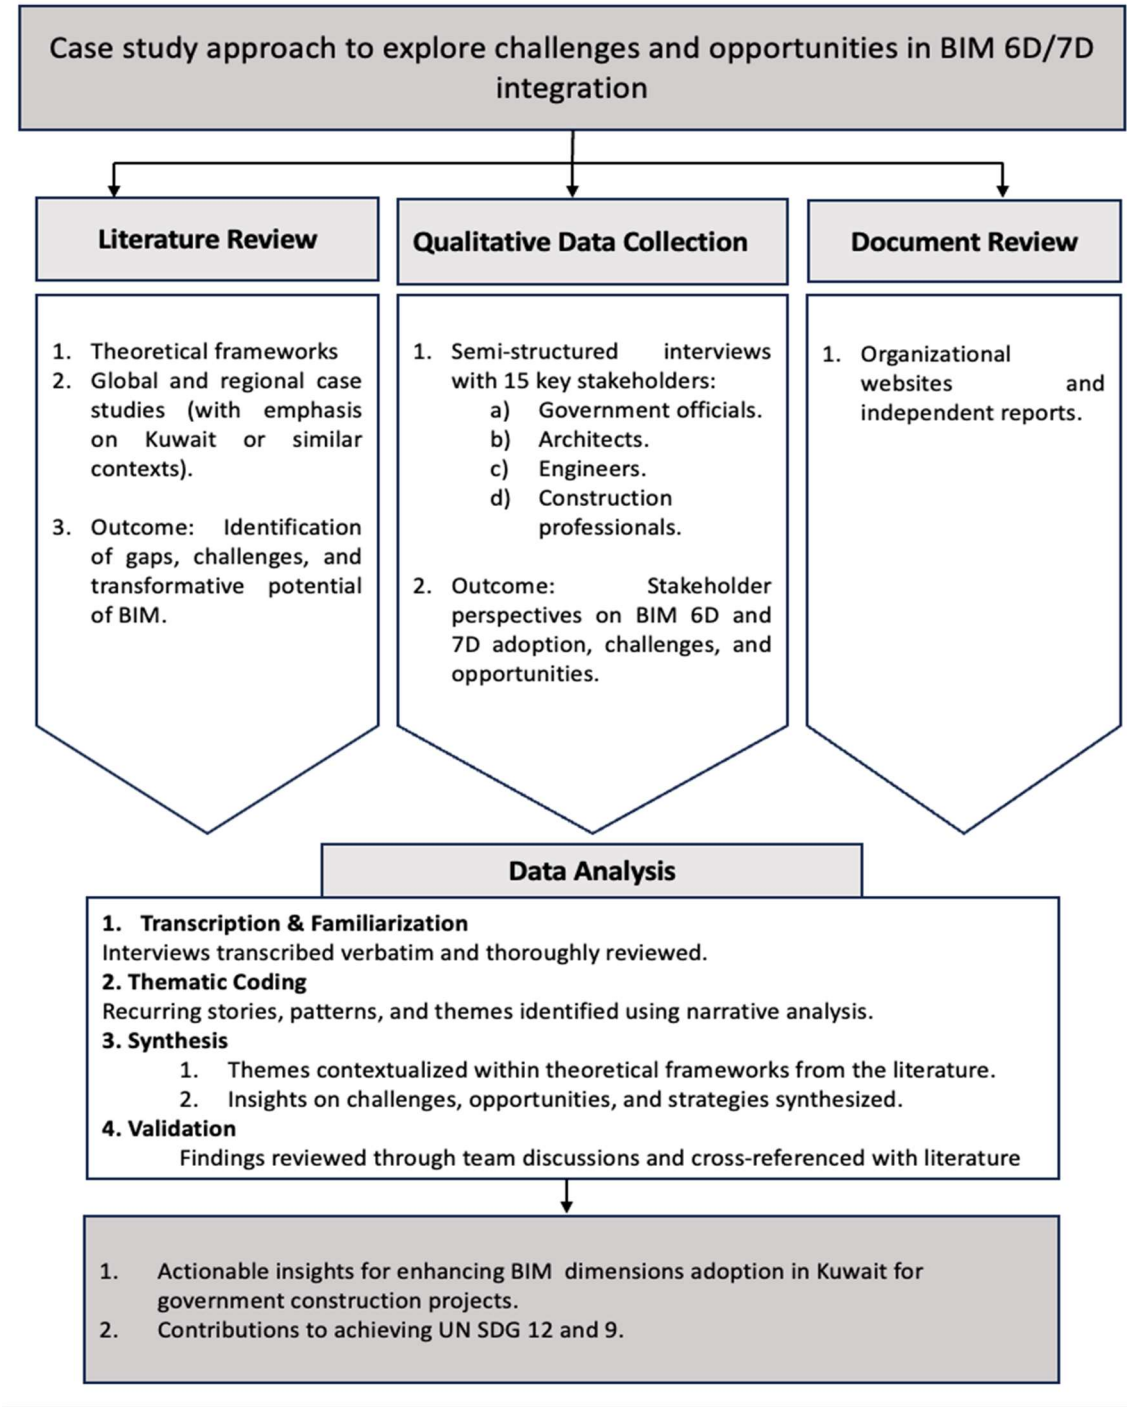 Case study approach to explore challenges and opportunities in BIM 6D/7D
integration
Literature Review
1. Theoretical frameworks
2. Global and regional case
studies (with emphasis
on Kuwait or similar
contexts).
3. Outcome: Identification
of gaps, challenges, and
transformative potential
of BIM.
Qualitative Data Collection
1. Semi-structured interviews
with 15 key stakeholders:
a) Government officials.
b) Architects.
c) Engineers.
d) Construction
professionals.
2. Outcome: Stakeholder
perspectives on BIM 6D and
7D adoption, challenges, and
opportunities.
Document Review
1. Organizational
websites and
independent reports.
Data Analysis
1. Transcription & Familiarization
Interviews transcribed verbatim and thoroughly reviewed.
2. Thematic Coding
Recurring stories, patterns, and themes identified using narrative analysis.
3. Synthesis
1. Themes contextualized within theoretical frameworks from the literature.
2. Insights on challenges, opportunities, and strategies synthesized.
4. Validation
Findings reviewed through team discussions and cross-referenced with literature
1. Actionable insights for enhancing BIM dimensions adoption in Kuwait for
government construction projects.
2. Contributions to achieving UN SDG 12 and 9.